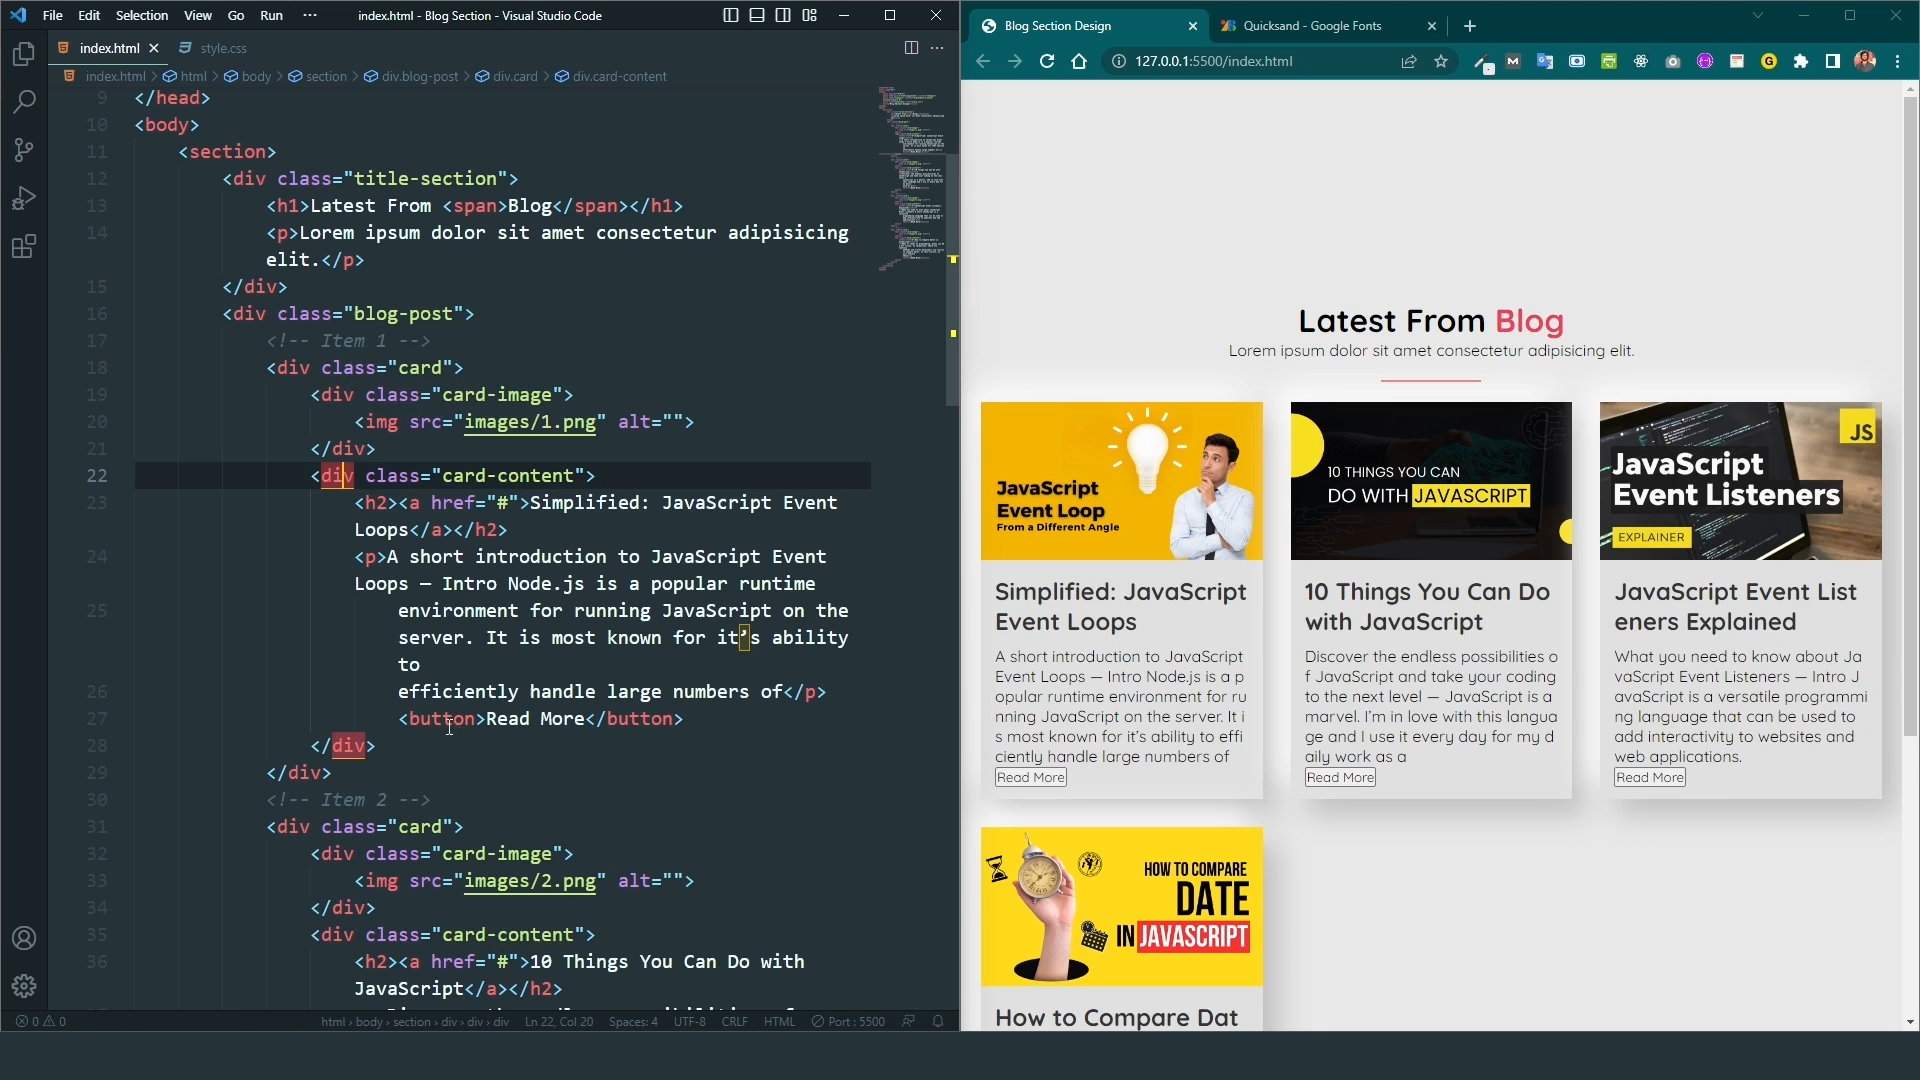 File Edit Selection View Go Run ··· index.html - Blog Section - Visual Studio Code
index.html style.css
index.html > html > body > section > div.blog-post > div.card > div.card-content
9 </head>
10 <body>
11 <section>
12 <div class="title-section">
13 <h1>Latest From <span>Blog</span></h1>
14 <p>Lorem ipsum dolor sit amet consectetur adipisicing
elit.</p>
15 </div>
16 <div class="blog-post">
17 <!-- Item 1 -->
18 <div class="card">
19 <div class="card-image">
20 <img src="images/1.png" alt="">
21 </div>
22 <div class="card-content">
23 <h2><a href="#">Simplified: JavaScript Event
Loops</a></h2>
24 <p>A short introduction to JavaScript Event
Loops — Intro Node.js is a popular runtime
25 environment for running JavaScript on the
server. It is most known for it’s ability
to
26 efficiently handle large numbers of</p>
27 <button>Read More</button>
28 </div>
29 </div>
30 <!-- Item 2 -->
31 <div class="card">
32 <div class="card-image">
33 <img src="images/2.png" alt="">
34 </div>
35 <div class="card-content">
36 <h2><a href="#">10 Things You Can Do with
JavaScript</a></h2>
0 0 html > body > section > div > div > div Ln 22, Col 20 Spaces: 4 UTF-8 CRLF HTML Port : 5500
Blog Section Design Quicksand - Google Fonts
127.0.0.1:5500/index.html
Latest From Blog
Lorem ipsum dolor sit amet consectetur adipisicing elit.
JavaScript
Event Loop
From a Different Angle
Simplified: JavaScript
Event Loops
A short introduction to JavaScript
Event Loops — Intro Node.js is a p
opular runtime environment for ru
nning JavaScript on the server. It i
s most known for it’s ability to effi
ciently handle large numbers of
Read More
10 THINGS YOU CAN
DO WITH JAVASCRIPT
10 Things You Can Do
with JavaScript
Discover the endless possibilities o
f JavaScript and take your coding
to the next level — JavaScript is a
marvel. I’m in love with this langua
ge and I use it every day for my d
aily work as a
Read More
JS
JavaScript
Event Listeners
EXPLAINER
JavaScript Event List
eners Explained
What you need to know about Ja
vaScript Event Listeners — Intro J
avaScript is a versatile programmi
ng language that can be used to
add interactivity to websites and
web applications.
Read More
HOW TO COMPARE
DATE
IN JAVASCRIPT
How to Compare Dat